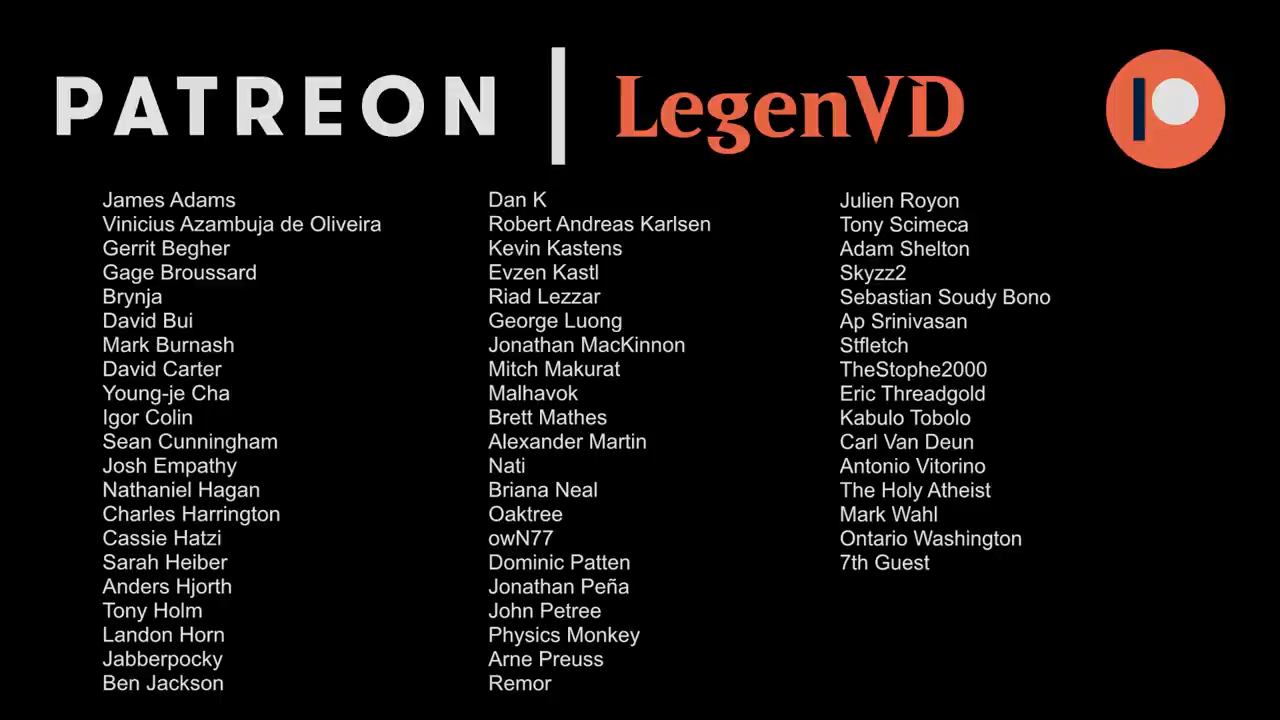 PATREON | LegenVD
James Adams
Vinicius Azambuja de Oliveira
Gerrit Begher
Gage Broussard
Brynja
David Bui
Mark Burnash
David Carter
Young-je Cha
Igor Colin
Sean Cunningham
Josh Empathy
Nathaniel Hagan
Charles Harrington
Cassie Hatzi
Sarah Heiber
Anders Hjorth
Tony Holm
Landon Horn
Jabberpocky
Ben Jackson
Dan K
Robert Andreas Karlsen
Kevin Kastens
Evzen Kastl
Riad Lezzar
George Luong
Jonathan MacKinnon
Mitch Makurat
Malhavok
Brett Mathes
Alexander Martin
Nati
Briana Neal
Oaktree
owN77
Dominic Patten
Jonathan Peña
John Petree
Physics Monkey
Arne Preuss
Remor
Julien Royon
Tony Scimeca
Adam Shelton
Skyzz2
Sebastian Soudy Bono
Ap Srinivasan
Stfletch
TheStophe2000
Eric Threadgold
Kabulo Tobolo
Carl Van Deun
Antonio Vitorino
The Holy Atheist
Mark Wahl
Ontario Washington
7th Guest